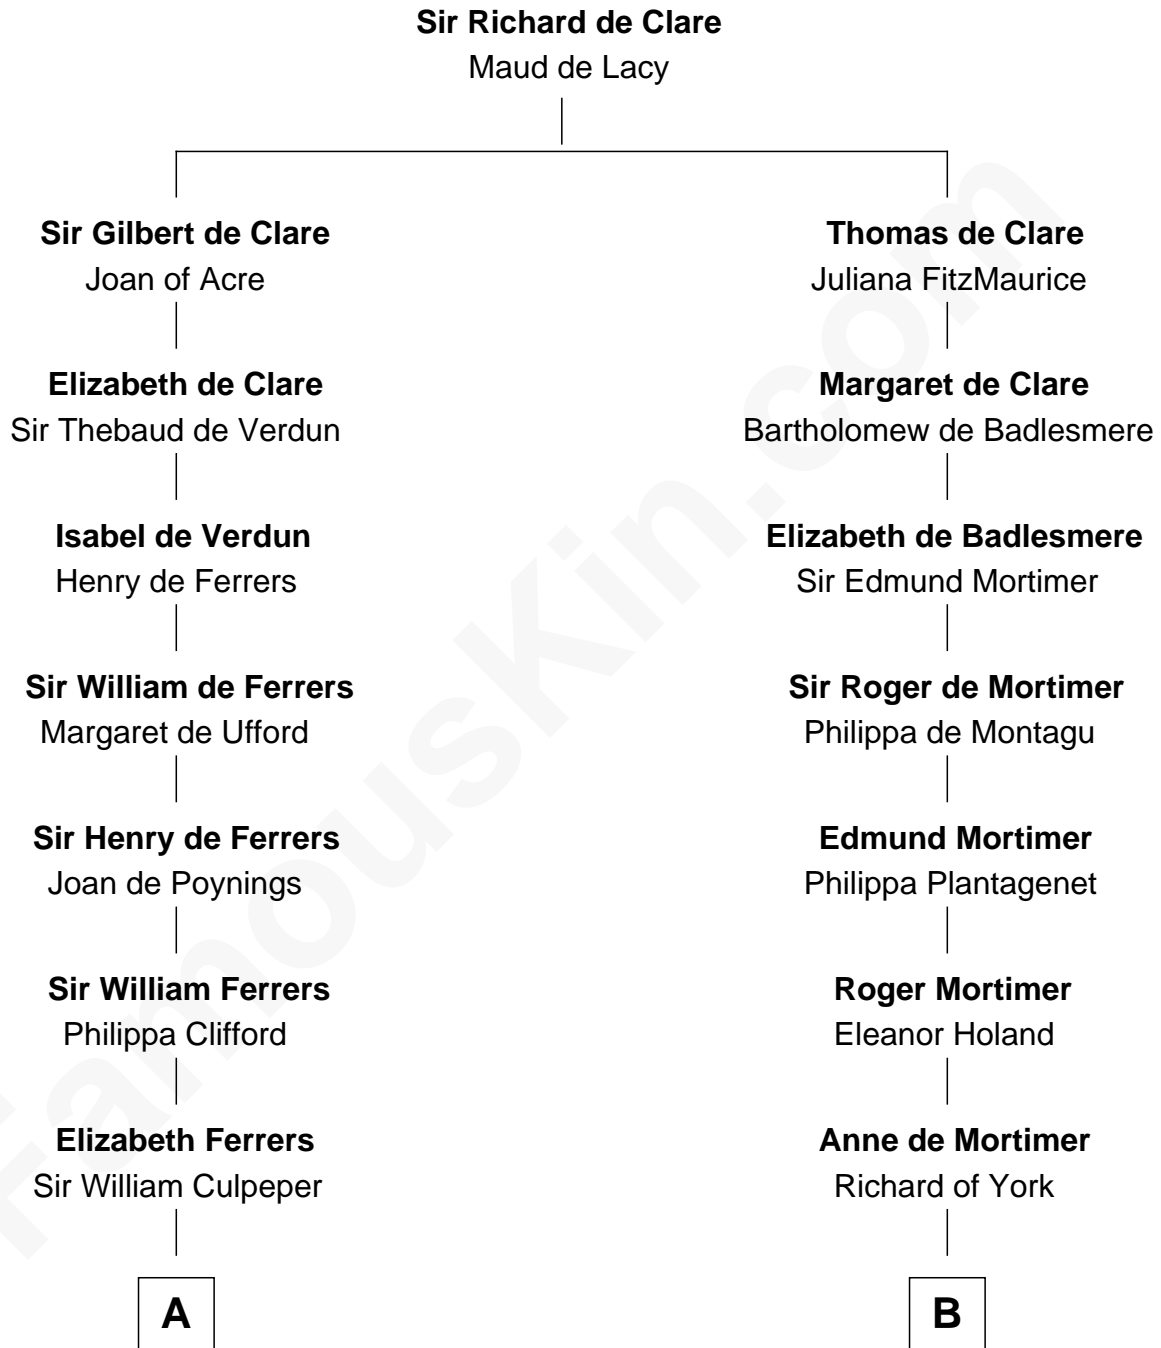 Sir Richard de Clare
Maud de Lacy
Sir Gilbert de Clare
Joan of Acre
Thomas de Clare
Juliana FitzMaurice
Elizabeth de Clare
Sir Thebaud de Verdun
Margaret de Clare
Bartholomew de Badlesmere
Isabel de Verdun
Henry de Ferrers
Elizabeth de Badlesmere
Sir Edmund Mortimer
Sir William de Ferrers
Margaret de Ufford
Sir Roger de Mortimer
Philippa de Montagu
Sir Henry de Ferrers
Joan de Poynings
Edmund Mortimer
Philippa Plantagenet
Sir William Ferrers
Philippa Clifford
Roger Mortimer
Eleanor Holand
Elizabeth Ferrers
Sir William Culpeper
Anne de Mortimer
Richard of York
A
B
FamousKin.com